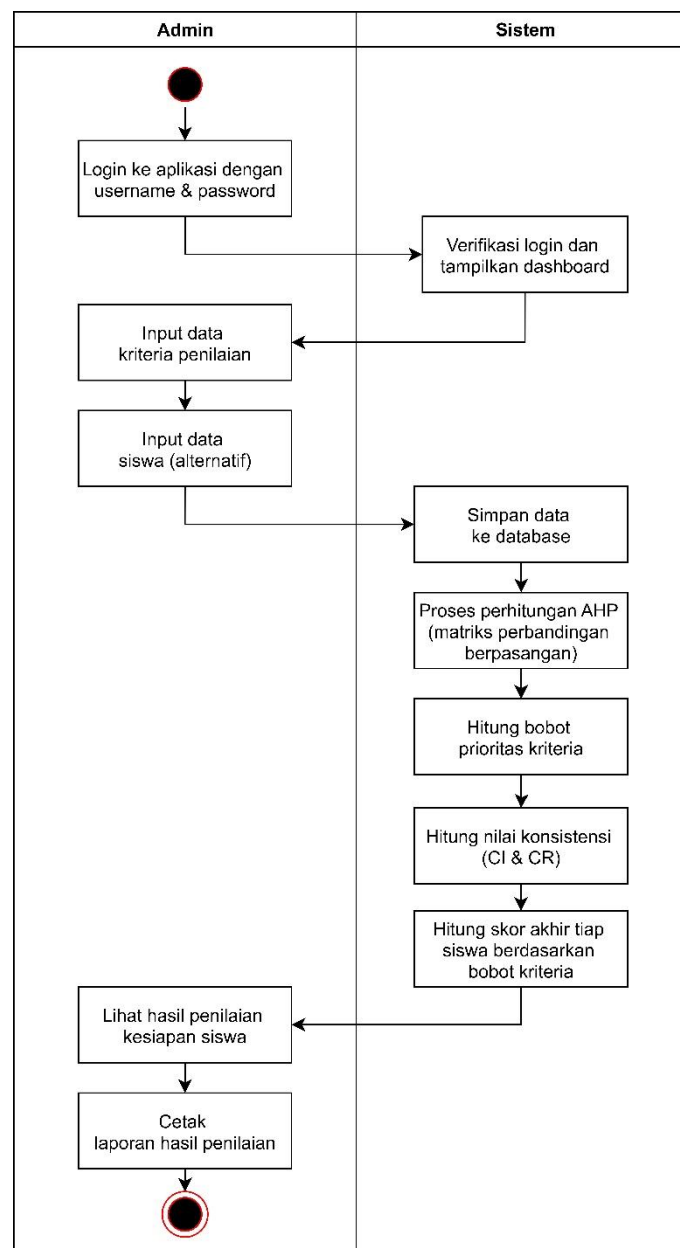 Admin
Sistem
Login ke aplikasi dengan
username & password
Verifikasi login dan
tampilkan dashboard
Input data
kriteria penilaian
Input data
siswa (alternatif)
Simpan data
ke database
Proses perhitungan AHP
(matriks perbandingan
berpasangan)
Hitung bobot
prioritas kriteria
Hitung nilai konsistensi
(CI & CR)
Hitung skor akhir tiap
siswa berdasarkan
bobot kriteria
Lihat hasil penilaian
kesiapan siswa
Cetak
laporan hasil penilaian